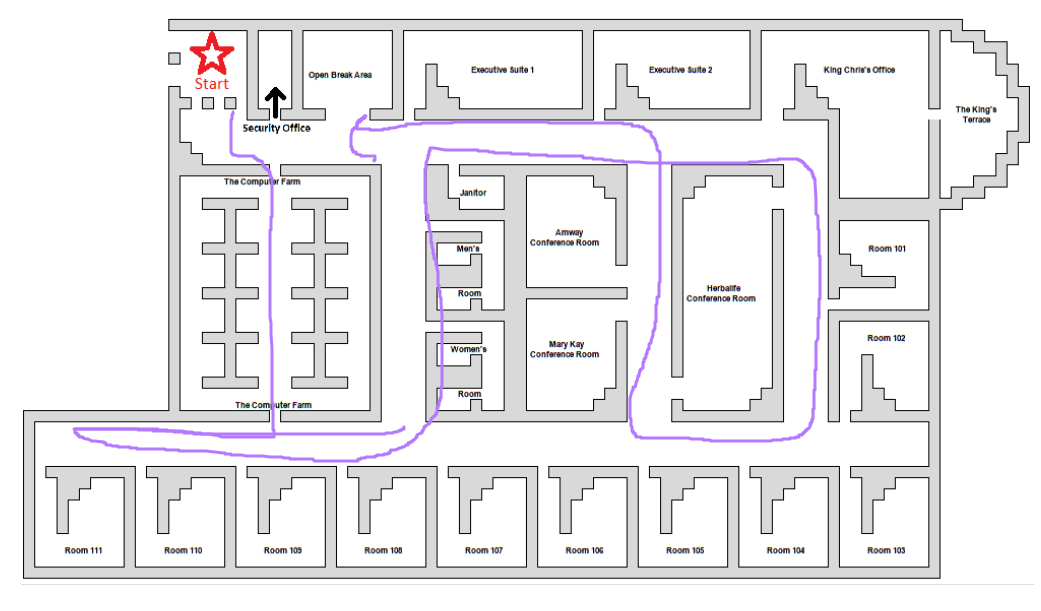 Start
Security Office
Open Break Area
Executive Suite 1
Executive Suite 2
King Chris's Office
The King's
Terrace
The Computer Farm
Janitor
Men's
Room
Women's
Room
Amway
Conference Room
Mary Kay
Conference Room
Herbalife
Conference Room
Room 101
Room 102
The Computer Farm
Room 111
Room 110
Room 109
Room 108
Room 107
Room 106
Room 105
Room 104
Room 103